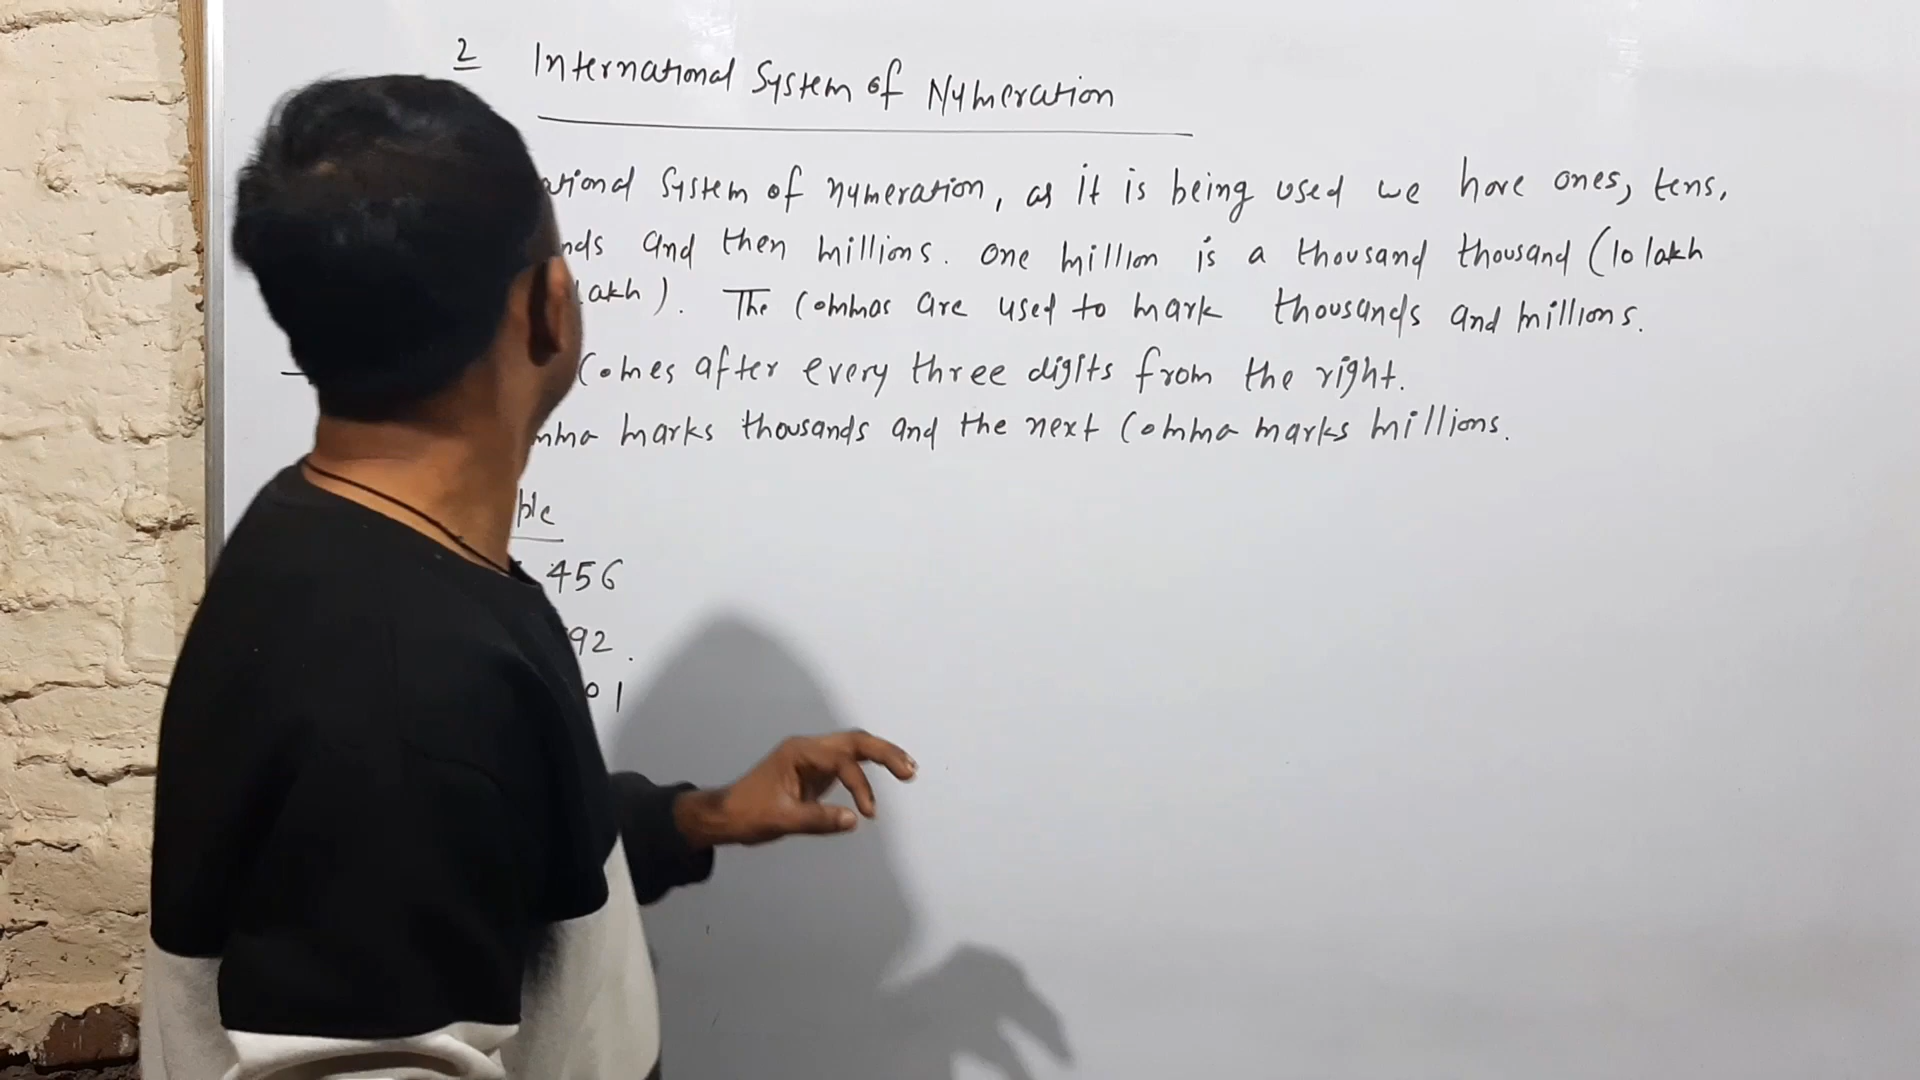 2 International System of Numeration
ational System of numeration, as it is being used we have ones, tens,
nds and then millions. One million is a thousand thousand (10 lakh
lakh). The Commas are used to mark thousands and millions.
Comes after every three digits from the right.
mma marks thousands and the next Comma marks millions.
ple
456
92
01